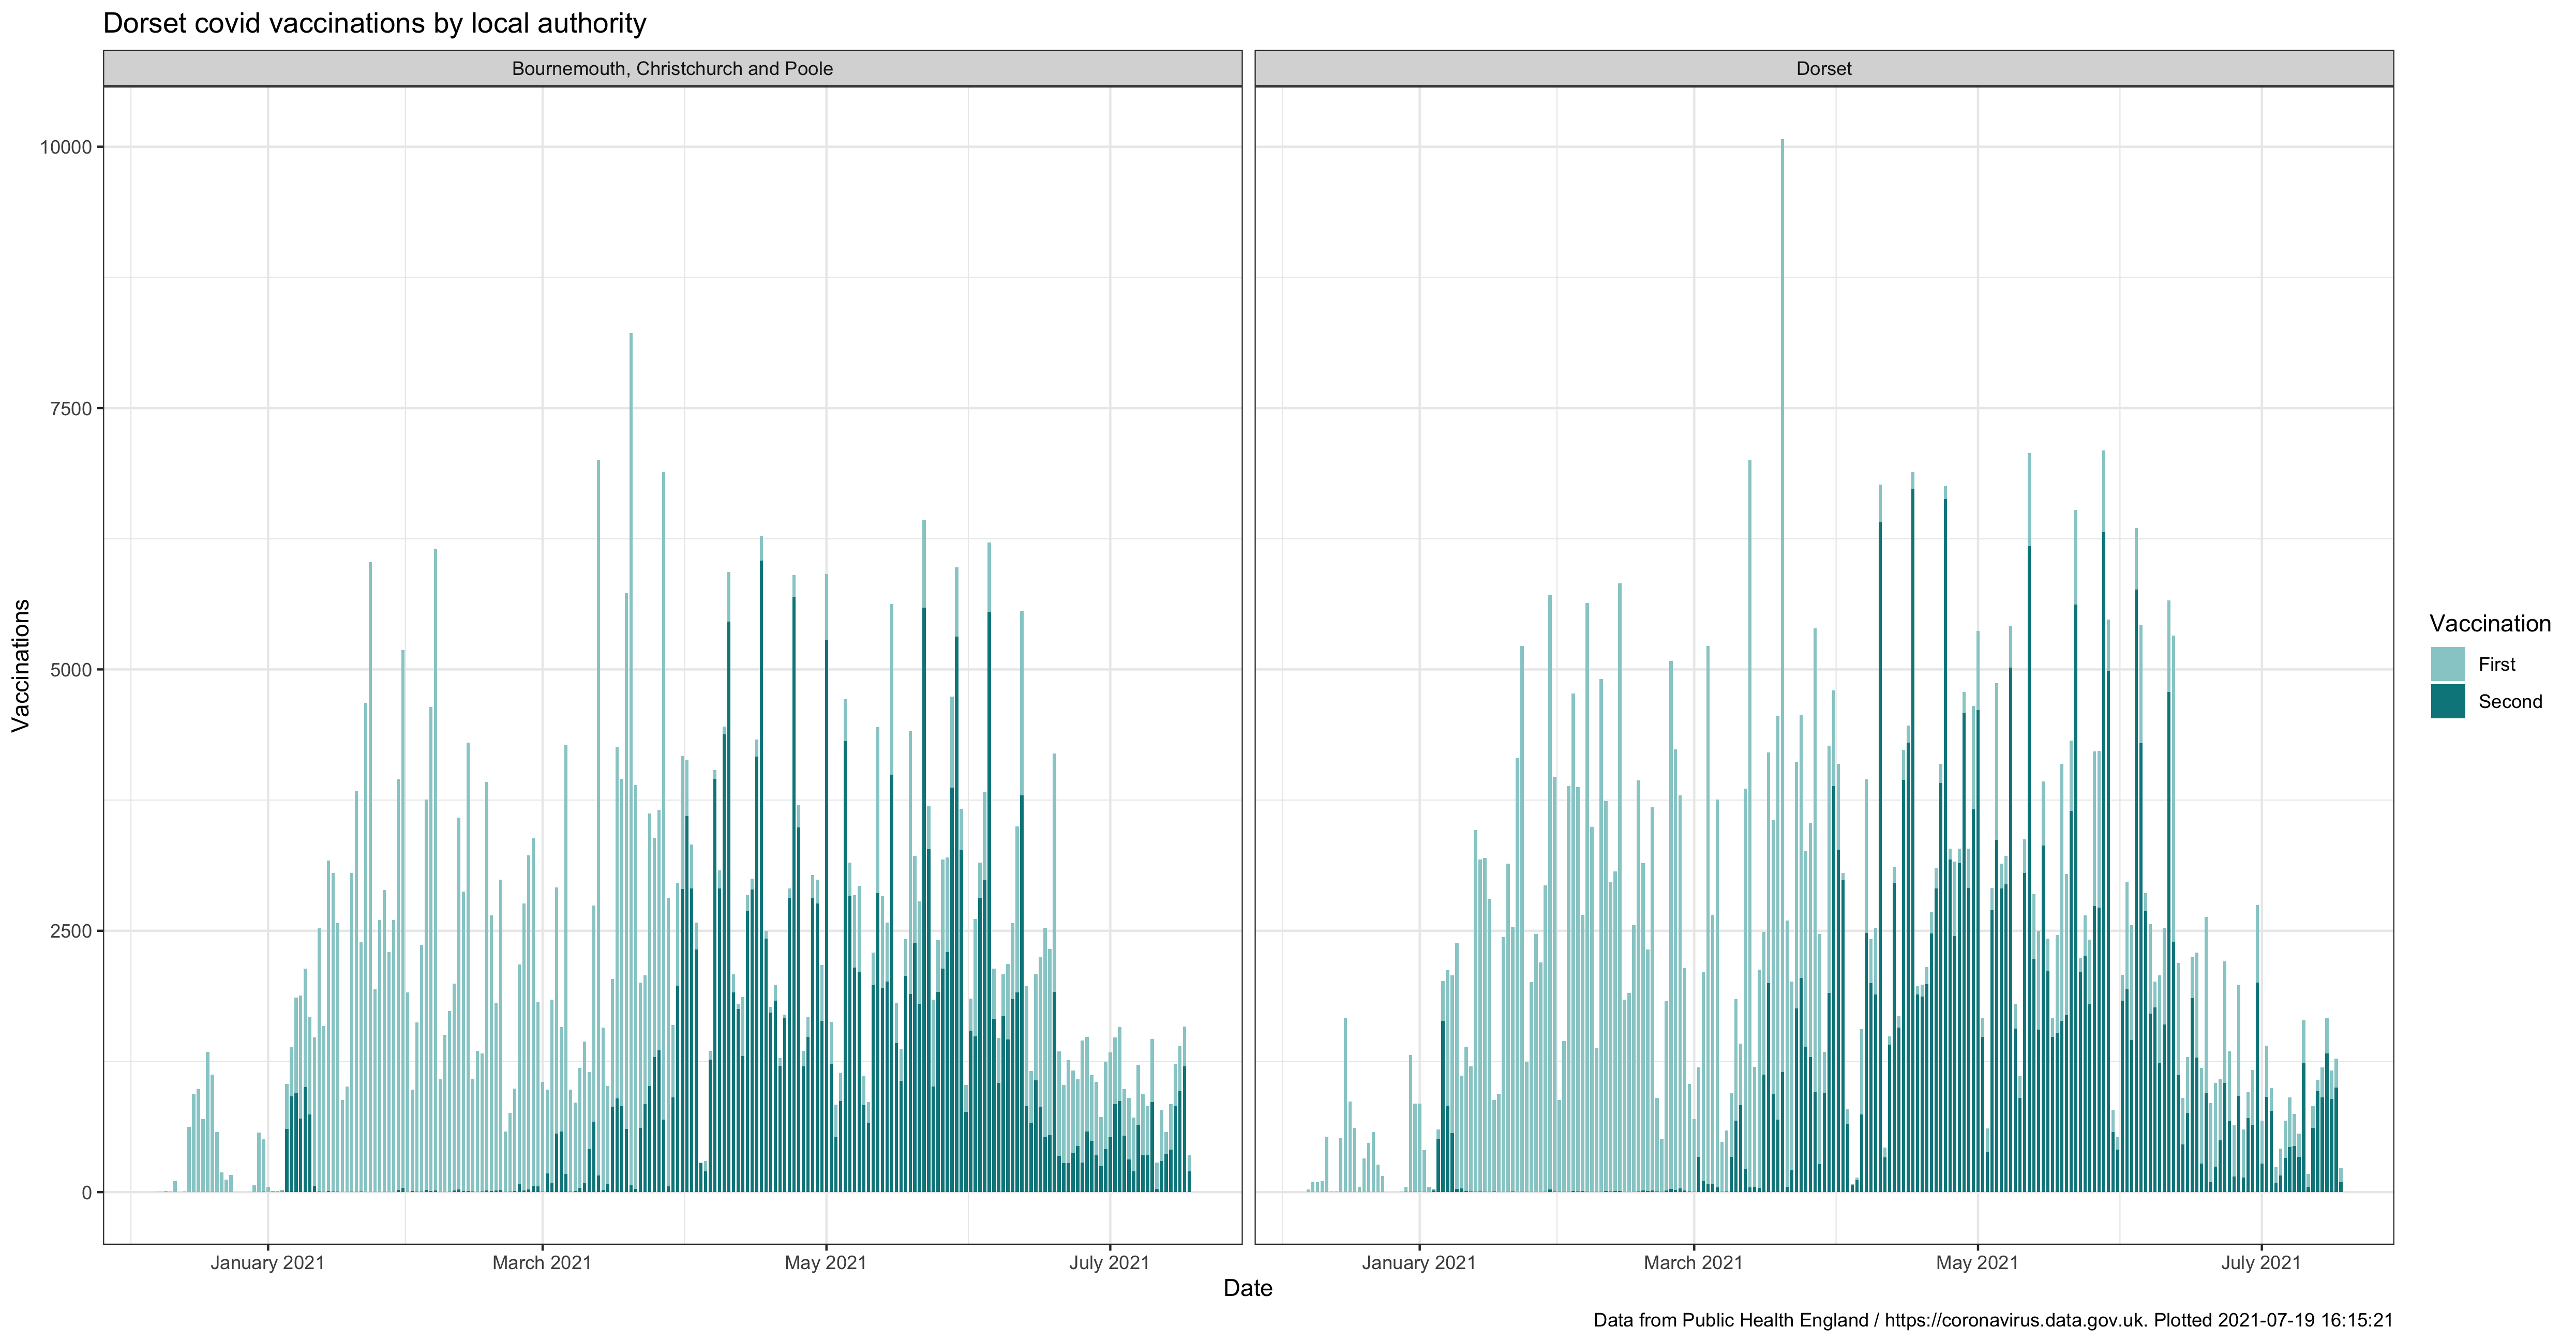 Dorset covid vaccinations by local authority
Bournemouth, Christchurch and Poole
Dorset
Vaccinations
10000
7500
5000
2500
0
January 2021
March 2021
May 2021
July 2021
January 2021
March 2021
May 2021
July 2021
Date
Vaccination
First
Second
Data from Public Health England / https://coronavirus.data.gov.uk. Plotted 2021-07-19 16:15:21